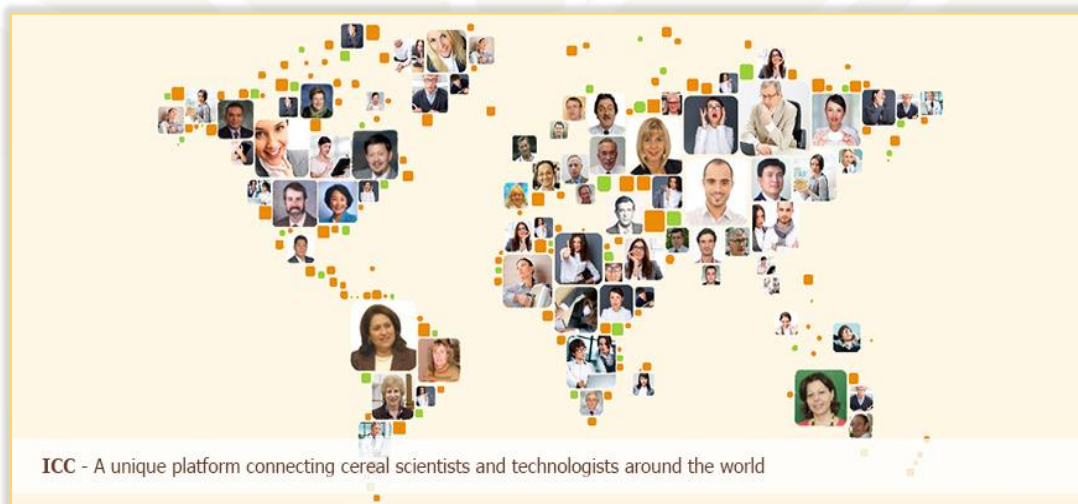 ICC - A unique platform connecting cereal scientists and technologists around the world